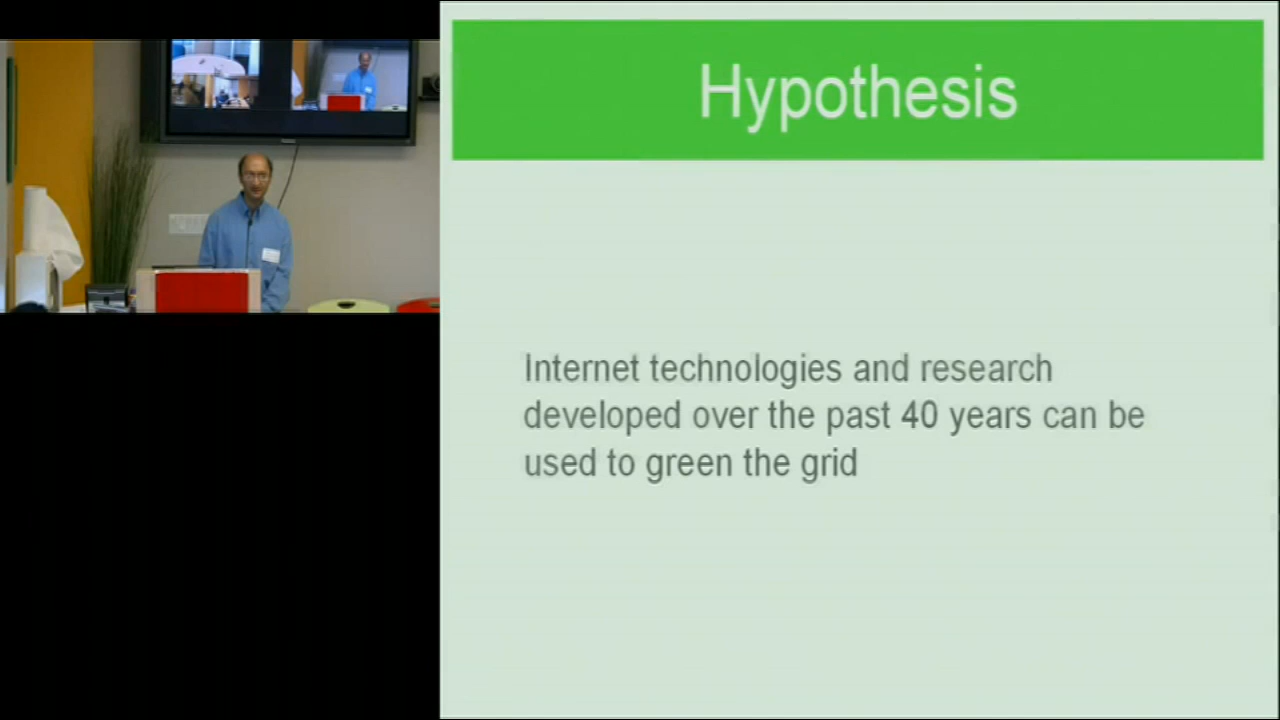 Hypothesis
Internet technologies and research
developed over the past 40 years can be
used to green the grid